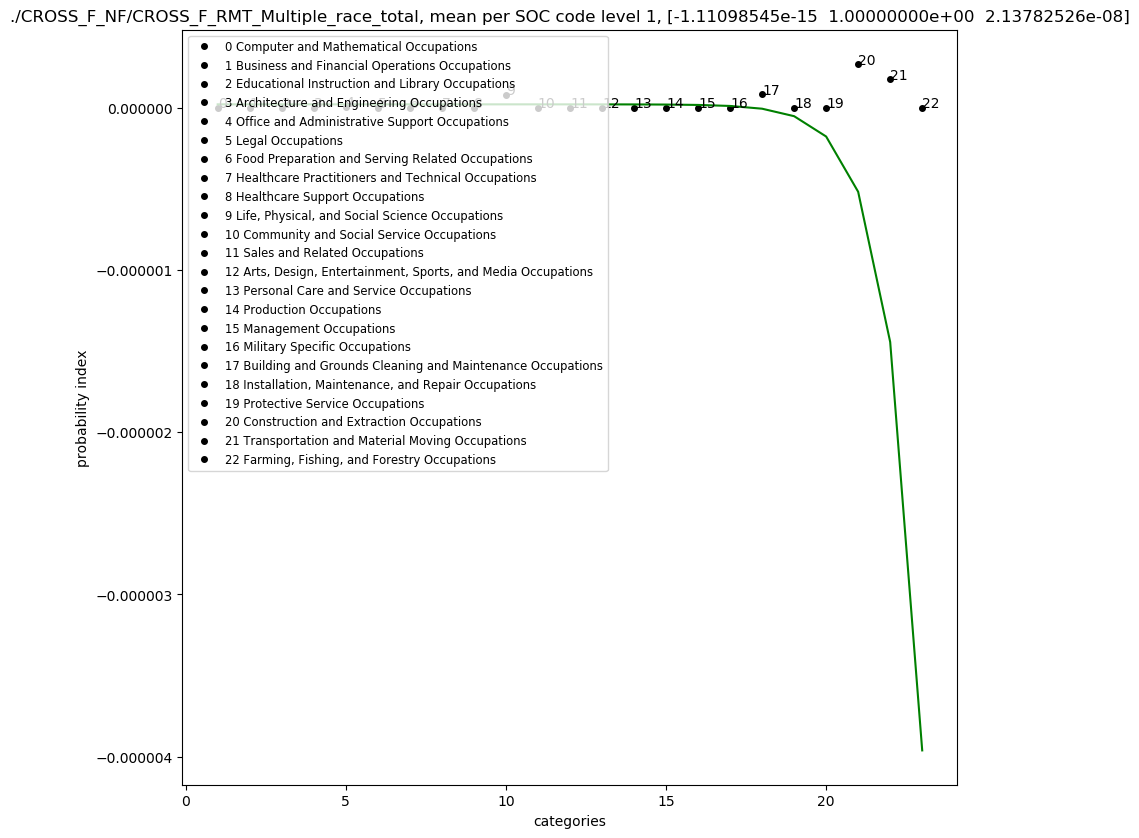 ./CROSS_F_NF/CROSS_F_RMT_Multiple_race_total, mean per SOC code level 1, [-1.11098545e-15  1.00000000e+00  2.13782526e-08]
0 Computer and Mathematical Occupations
1 Business and Financial Operations Occupations
2 Educational Instruction and Library Occupations
3 Architecture and Engineering Occupations
4 Office and Administrative Support Occupations
5 Legal Occupations
6 Food Preparation and Serving Related Occupations
7 Healthcare Practitioners and Technical Occupations
8 Healthcare Support Occupations
9 Life, Physical, and Social Science Occupations
10 Community and Social Service Occupations
11 Sales and Related Occupations
12 Arts, Design, Entertainment, Sports, and Media Occupations
13 Personal Care and Service Occupations
14 Production Occupations
15 Management Occupations
16 Military Specific Occupations
17 Building and Grounds Cleaning and Maintenance Occupations
18 Installation, Maintenance, and Repair Occupations
19 Protective Service Occupations
20 Construction and Extraction Occupations
21 Transportation and Material Moving Occupations
22 Farming, Fishing, and Forestry Occupations
9
10 11 12 13 14 15 16 17 18 19 20 21 22
0.000000
−0.000001
−0.000002
−0.000003
−0.000004
probability index
0 5 10 15 20
categories